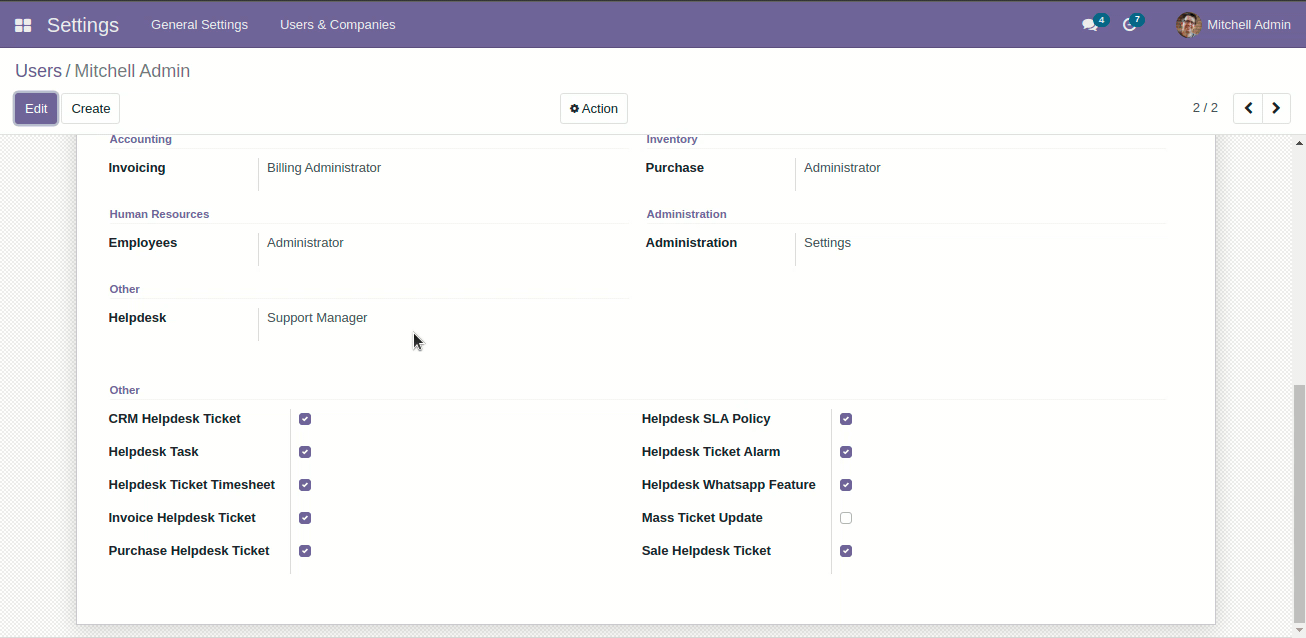 Settings General Settings Users & Companies 4 7 Mitchell Admin
Users / Mitchell Admin
Edit Create Action 2 / 2
Accounting Inventory
Invoicing Billing Administrator Purchase Administrator
Human Resources Administration
Employees Administrator Administration Settings
Other
Helpdesk Support Manager
Other
CRM Helpdesk Ticket Helpdesk SLA Policy
Helpdesk Task Helpdesk Ticket Alarm
Helpdesk Ticket Timesheet Helpdesk Whatsapp Feature
Invoice Helpdesk Ticket Mass Ticket Update
Purchase Helpdesk Ticket Sale Helpdesk Ticket